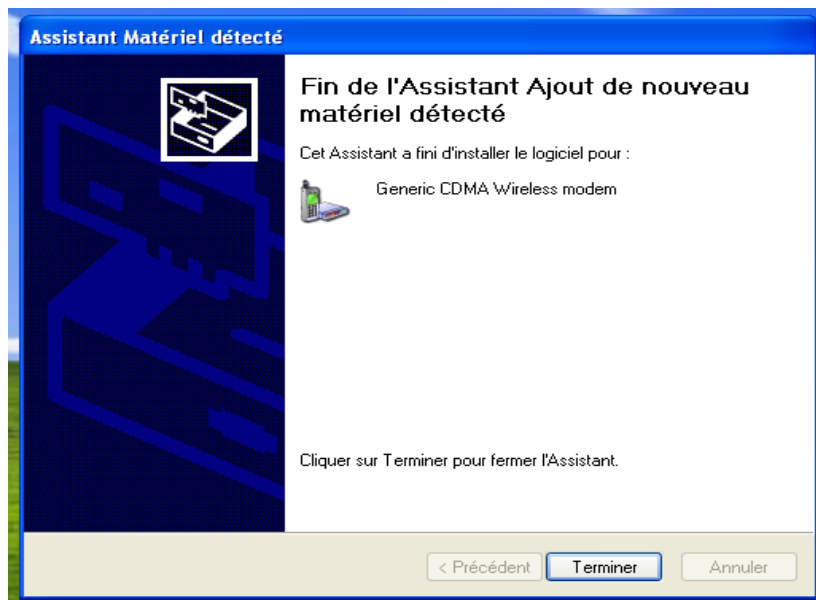 Assistant Matériel détecté
Fin de l'Assistant Ajout de nouveau
matériel détecté
Cet Assistant a fini d'installer le logiciel pour :
Generic CDMA Wireless modem
Cliquer sur Terminer pour fermer l'Assistant.
< Précédent Terminer Annuler